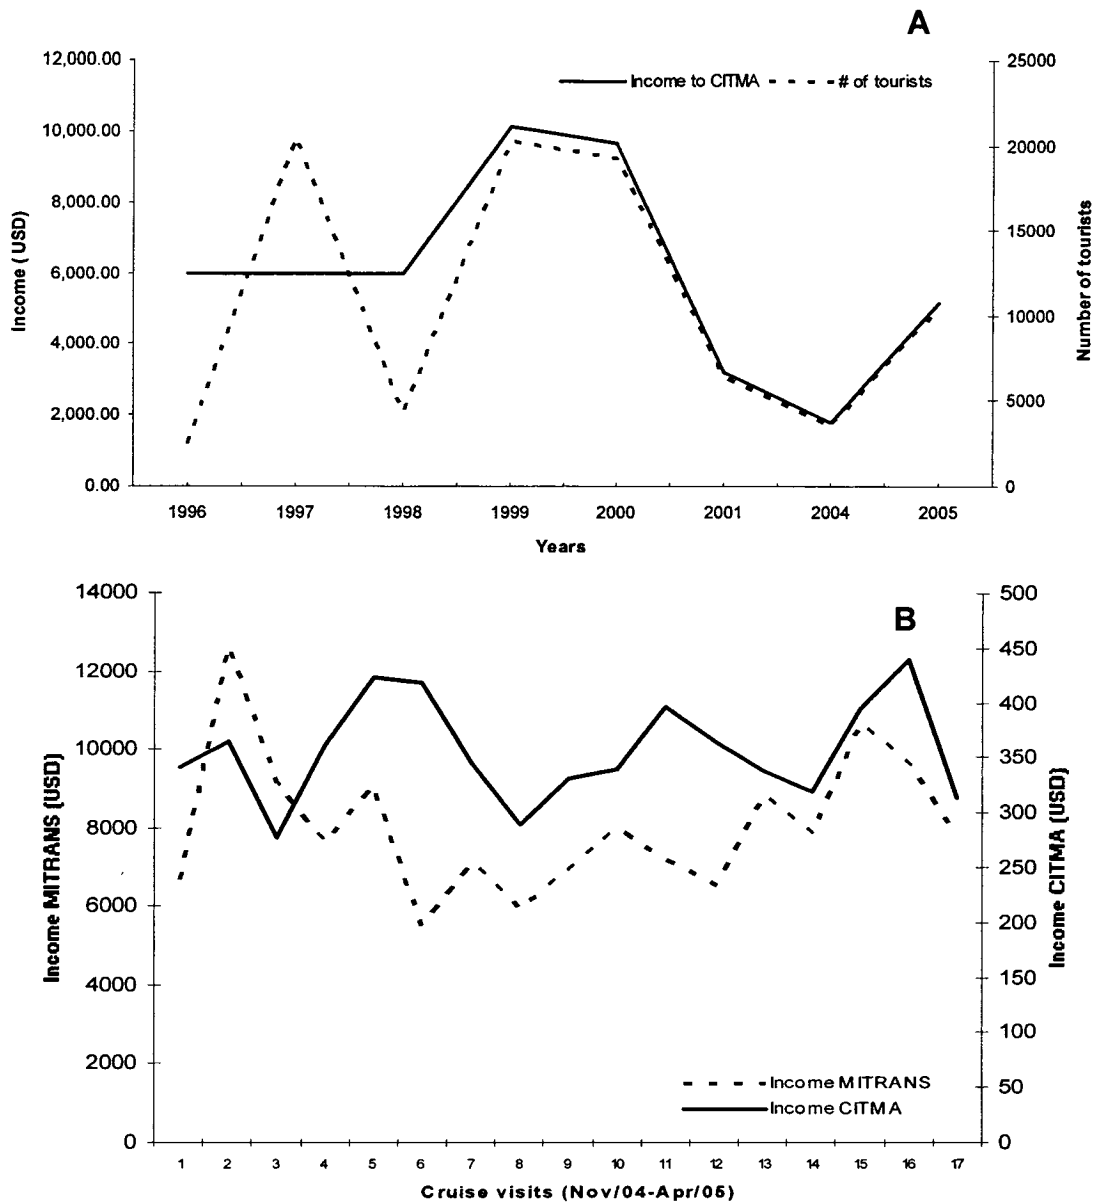 A
12,000.00
10,000.00
8,000.00
6,000.00
4,000.00
2,000.00
0.00
Income ( USD)
Income to CITMA
# of tourists
25000
20000
15000
10000
5000
0
Number of tourists
1996 1997 1998 1999 2000 2001 2004 2005
Years
B
14000
12000
10000
8000
6000
4000
2000
0
Income MITRANS (USD)
500
450
400
350
300
250
200
150
100
50
0
Income CITMA (USD)
Income MITRANS
Income CITMA
1 2 3 4 5 6 7 8 9 10 11 12 13 14 15 16 17
Cruise visits (Nov/04-Apr/05)